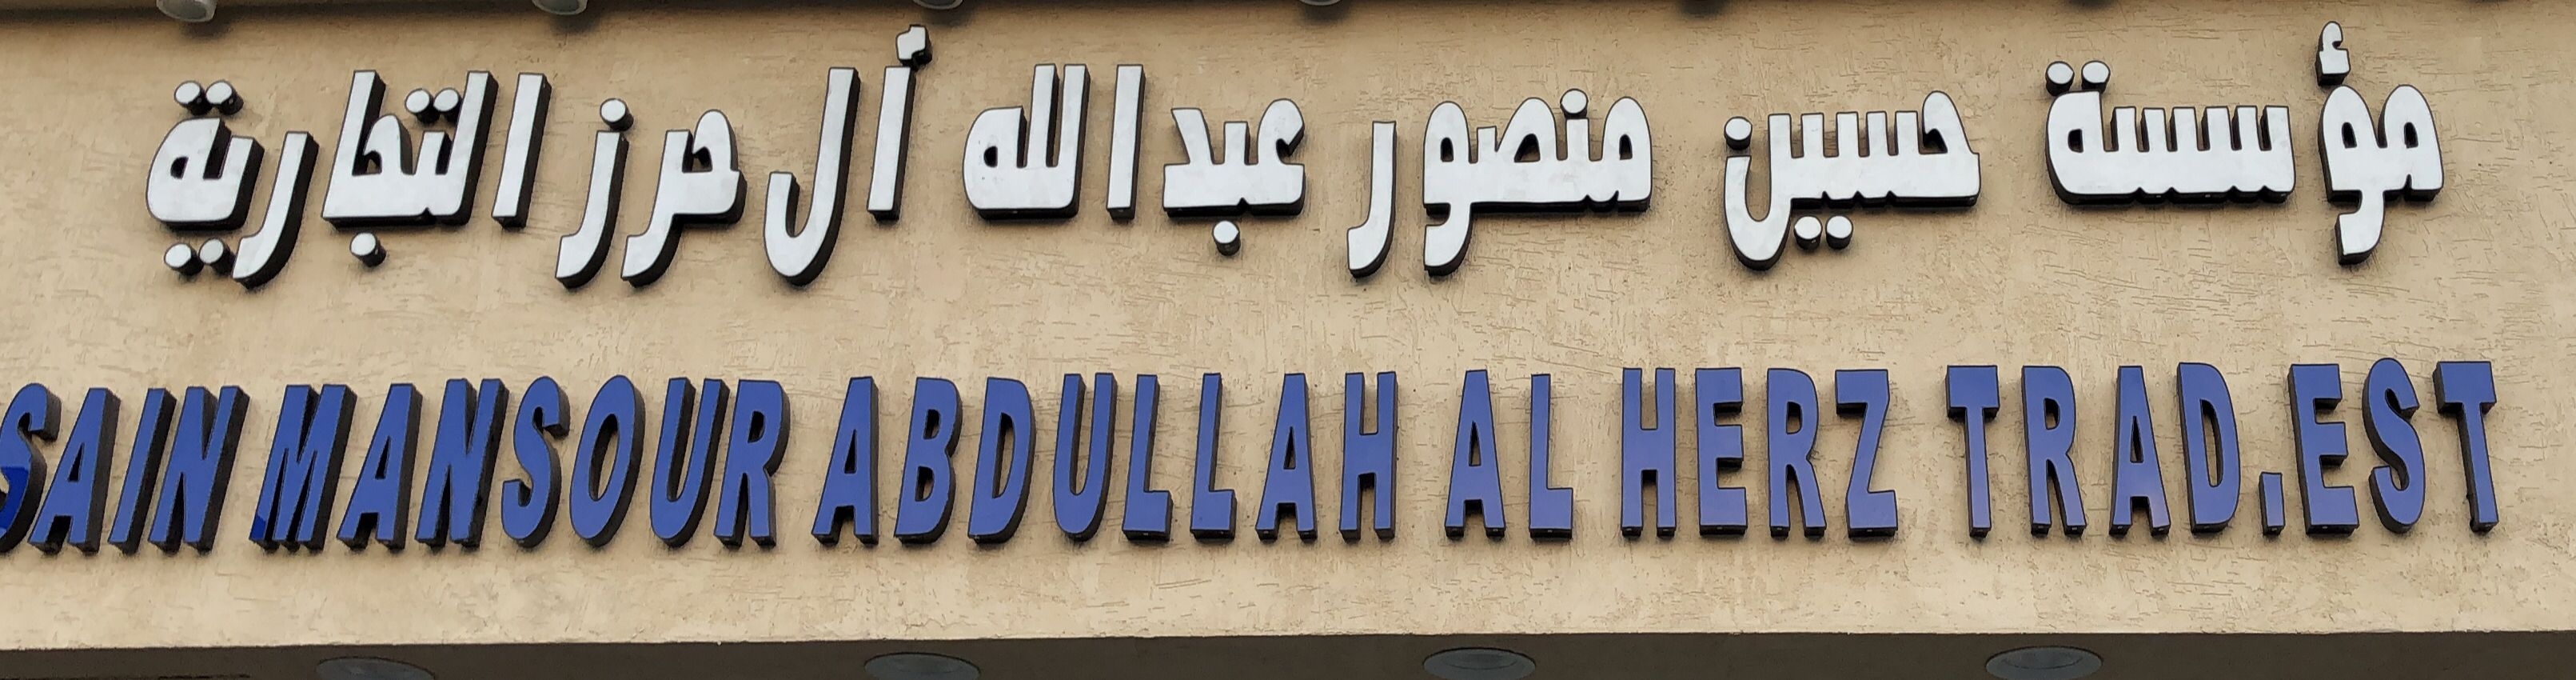 مؤسسة حسين منصور عبدالله أل حرز التجارية
SAIN MANSOUR ABDULLAH AL HERZ TRAD.EST